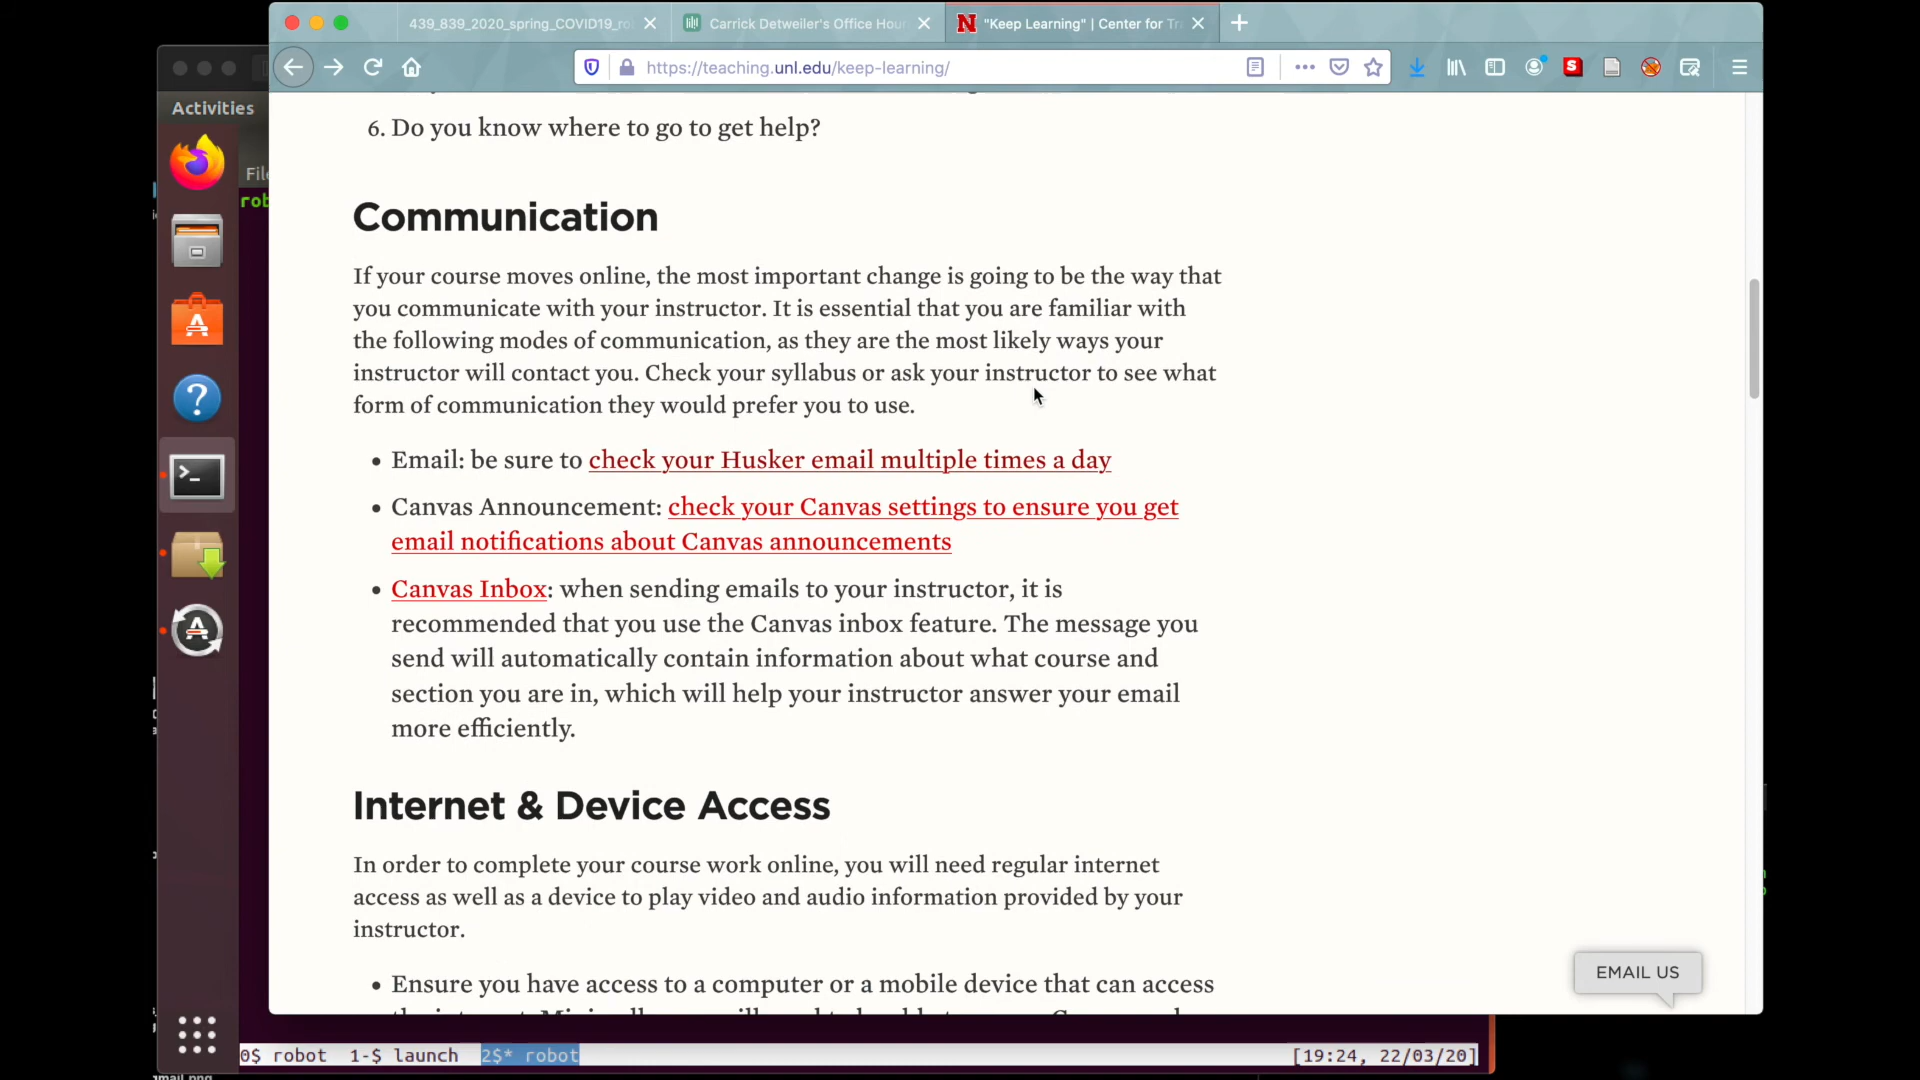 439_839_2020_spring_COVID19_ro
Carrick Detweiler's Office Hour
"Keep Learning" | Center for Tr
https://teaching.unl.edu/keep-learning/
Activities
File
rob
6. Do you know where to go to get help?
Communication
If your course moves online, the most important change is going to be the way that
you communicate with your instructor. It is essential that you are familiar with
the following modes of communication, as they are the most likely ways your
instructor will contact you. Check your syllabus or ask your instructor to see what
form of communication they would prefer you to use.
• Email: be sure to check your Husker email multiple times a day
• Canvas Announcement: check your Canvas settings to ensure you get
email notifications about Canvas announcements
• Canvas Inbox: when sending emails to your instructor, it is
recommended that you use the Canvas inbox feature. The message you
send will automatically contain information about what course and
section you are in, which will help your instructor answer your email
more efficiently.
Internet & Device Access
In order to complete your course work online, you will need regular internet
access as well as a device to play video and audio information provided by your
instructor.
• Ensure you have access to a computer or a mobile device that can access
EMAIL US
0$ robot 1-$ launch 2$* robot [19:24, 22/03/20]